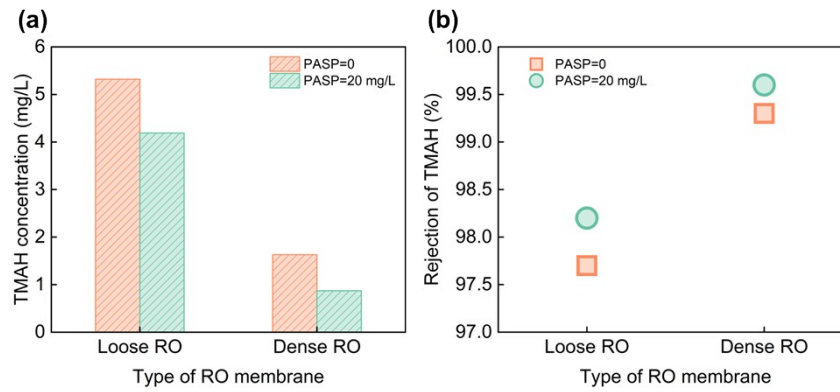 (a)
TMAH concentration (mg/L)
6
5
4
3
2
1
0
PASP=0
PASP=20 mg/L
Loose RO
Dense RO
Type of RO membrane
(b)
Rejection of TMAH (%)
100.0
99.5
99.0
98.5
98.0
97.5
97.0
PASP=0
PASP=20 mg/L
Loose RO
Dense RO
Type of RO membrane